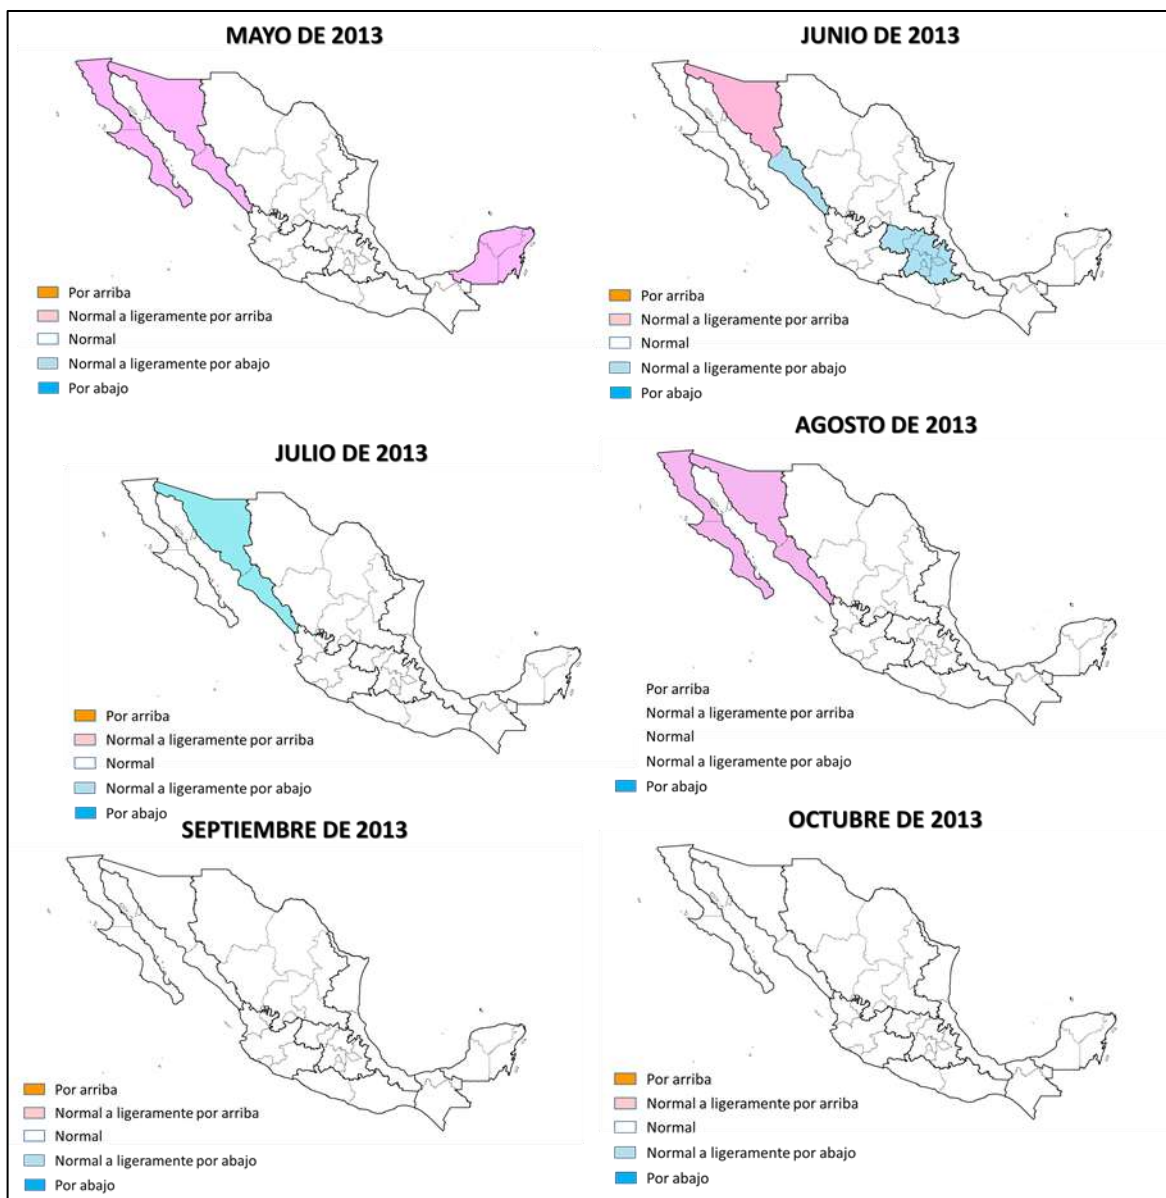 MAYO DE 2013
Por arriba
Normal a ligeramente por arriba
Normal
Normal a ligeramente por abajo
Por abajo
JUNIO DE 2013
Por arriba
Normal a ligeramente por arriba
Normal
Normal a ligeramente por abajo
Por abajo
JULIO DE 2013
Por arriba
Normal a ligeramente por arriba
Normal
Normal a ligeramente por abajo
Por abajo
AGOSTO DE 2013
Por arriba
Normal a ligeramente por arriba
Normal
Normal a ligeramente por abajo
Por abajo
SEPTIEMBRE DE 2013
Por arriba
Normal a ligeramente por arriba
Normal
Normal a ligeramente por abajo
Por abajo
OCTUBRE DE 2013
Por arriba
Normal a ligeramente por arriba
Normal
Normal a ligeramente por abajo
Por abajo